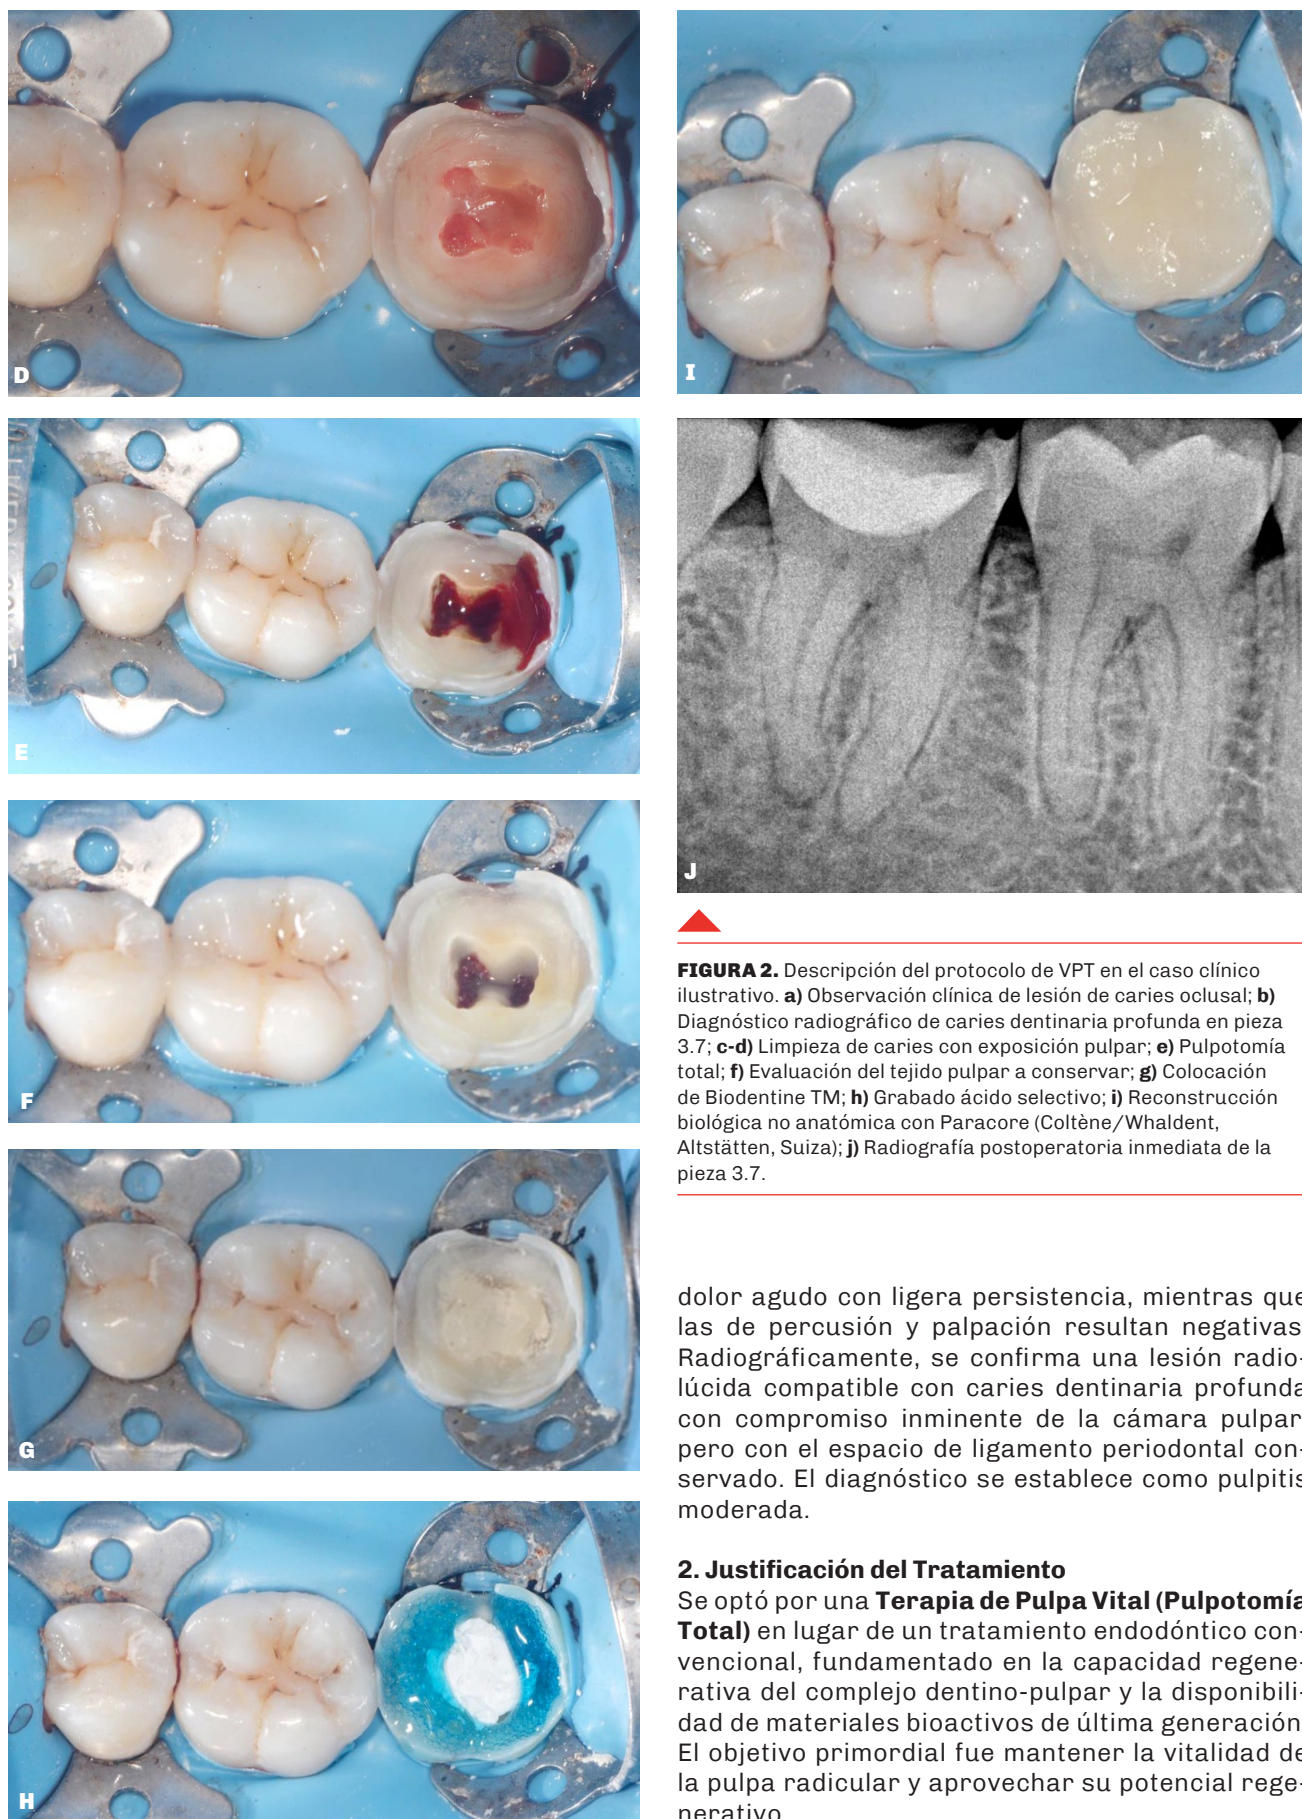 D
E
F
G
H
I
J
FIGURA 2. Descripción del protocolo de VPT en el caso clínico
ilustrativo. a) Observación clínica de lesión de caries oclusal; b)
Diagnóstico radiográfico de caries dentinaria profunda en pieza
3.7; c-d) Limpieza de caries con exposición pulpar; e) Pulpotomía
total; f) Evaluación del tejido pulpar a conservar; g) Colocación
de Biodentine TM; h) Grabado ácido selectivo; i) Reconstrucción
biológica no anatómica con Paracore (Coltène/Whaldent,
Altstätten, Suiza); j) Radiografía postoperatoria inmediata de la
pieza 3.7.
dolor agudo con ligera persistencia, mientras que
las de percusión y palpación resultan negativas
Radiográficamente, se confirma una lesión radio-
lúcida compatible con caries dentinaria profunda
con compromiso inminente de la cámara pulpar
pero con el espacio de ligamento periodontal con-
servado. El diagnóstico se establece como pulpitis
moderada.
2. Justificación del Tratamiento
Se optó por una Terapia de Pulpa Vital (Pulpotomía
Total) en lugar de un tratamiento endodóntico con-
vencional, fundamentado en la capacidad regene-
rativa del complejo dentino-pulpar y la disponibili-
dad de materiales bioactivos de última generación
El objetivo primordial fue mantener la vitalidad de
la pulpa radicular y aprovechar su potencial rege-
nerativo